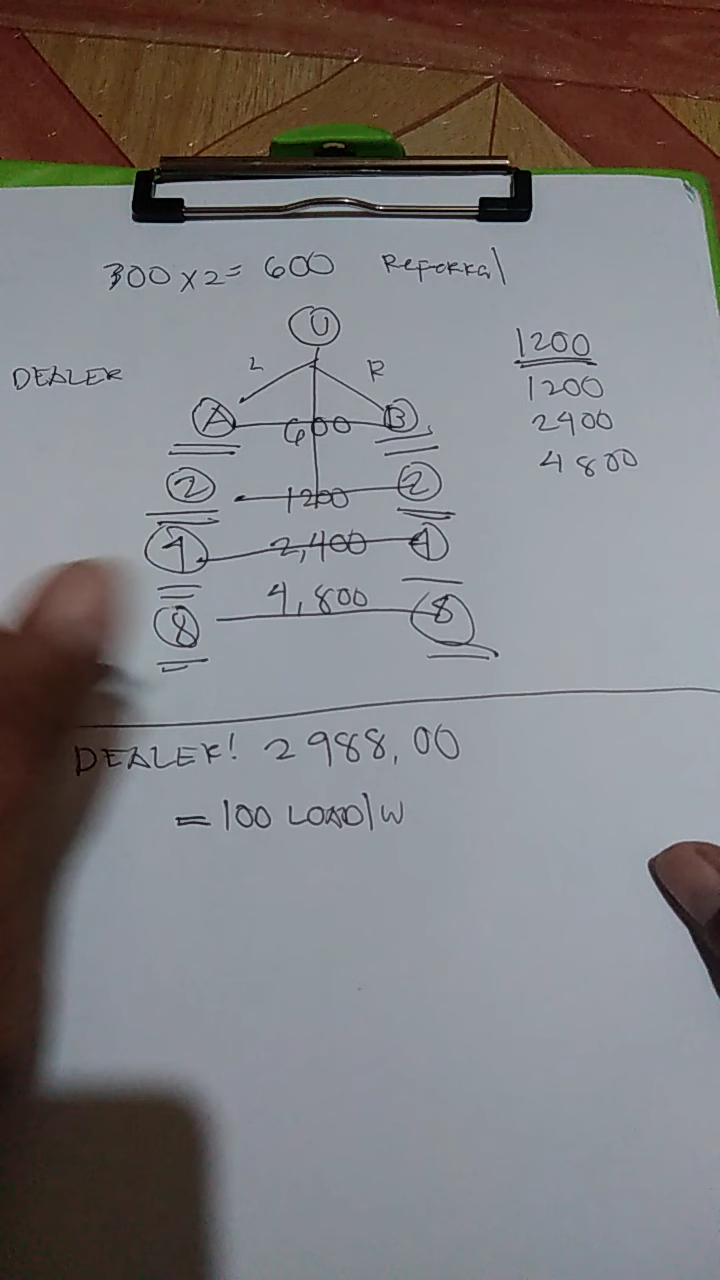 300 x 2 = 600 Referral
U
1200
DEALER
L R
1200
A 600 B
2400
4800
2 1200 2
4 2,400 4
8 4,800 8
DEALER! 2988.00
= 100 LOAD/W